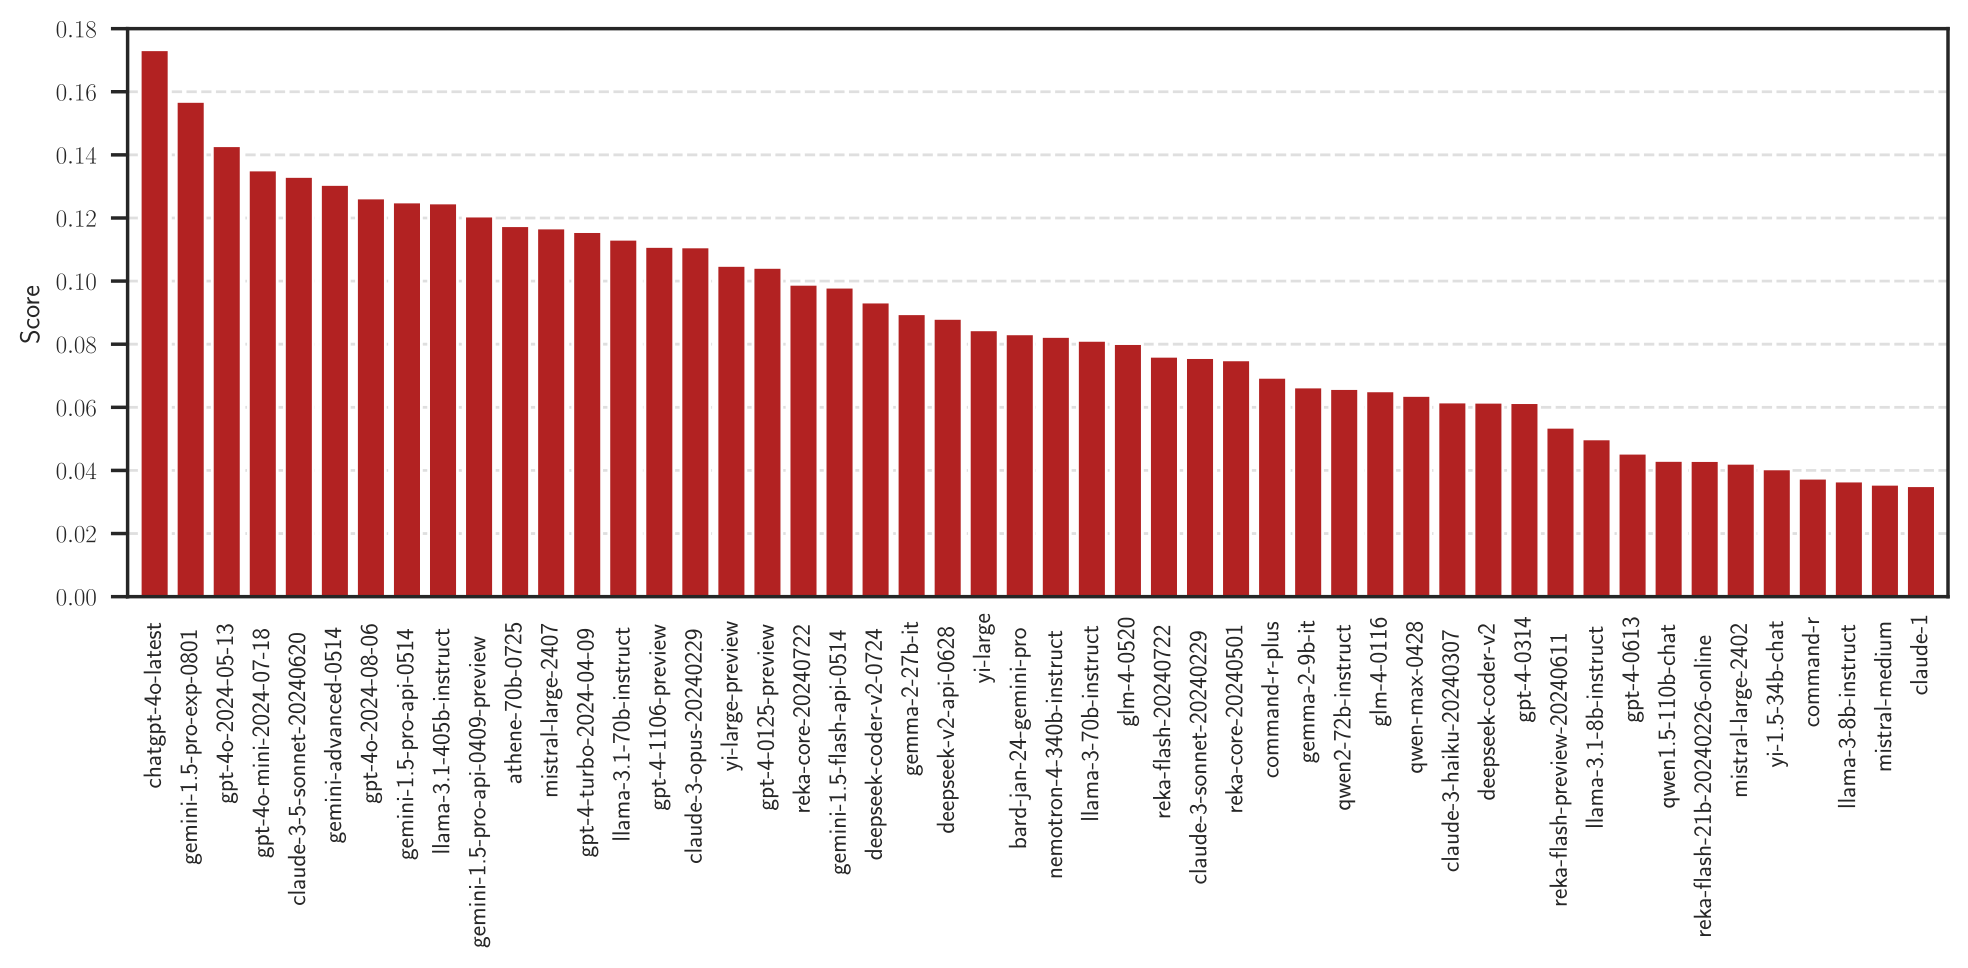 0.18
0.16
0.14
0.12
0.10
0.08
0.06
0.04
0.02
0.00
Score
chatgpt-4o-latest
gemini-1.5-pro-exp-0801
gpt-4o-2024-05-13
gpt-4o-mini-2024-07-18
claude-3-5-sonnet-20240620
gemini-advanced-0514
gpt-4o-2024-08-06
gemini-1.5-pro-api-0514
llama-3.1-405b-instruct
gemini-1.5-pro-api-0409-preview
athene-70b-0725
mistral-large-2407
gpt-4-turbo-2024-04-09
llama-3.1-70b-instruct
gpt-4-1106-preview
claude-3-opus-20240229
yi-large-preview
gpt-4-0125-preview
reka-core-20240722
gemini-1.5-flash-api-0514
deepseek-coder-v2-0724
gemma-2-27b-it
deepseek-v2-api-0628
yi-large
bard-jan-24-gemini-pro
nemotron-4-340b-instruct
llama-3-70b-instruct
glm-4-0520
reka-flash-20240722
claude-3-sonnet-20240229
reka-core-20240501
command-r-plus
gemma-2-9b-it
qwen2-72b-instruct
glm-4-0116
qwen-max-0428
claude-3-haiku-20240307
deepseek-coder-v2
gpt-4-0314
reka-flash-preview-20240611
llama-3.1-8b-instruct
gpt-4-0613
qwen1.5-110b-chat
reka-flash-21b-20240226-online
mistral-large-2402
yi-1.5-34b-chat
command-r
llama-3-8b-instruct
mistral-medium
claude-1